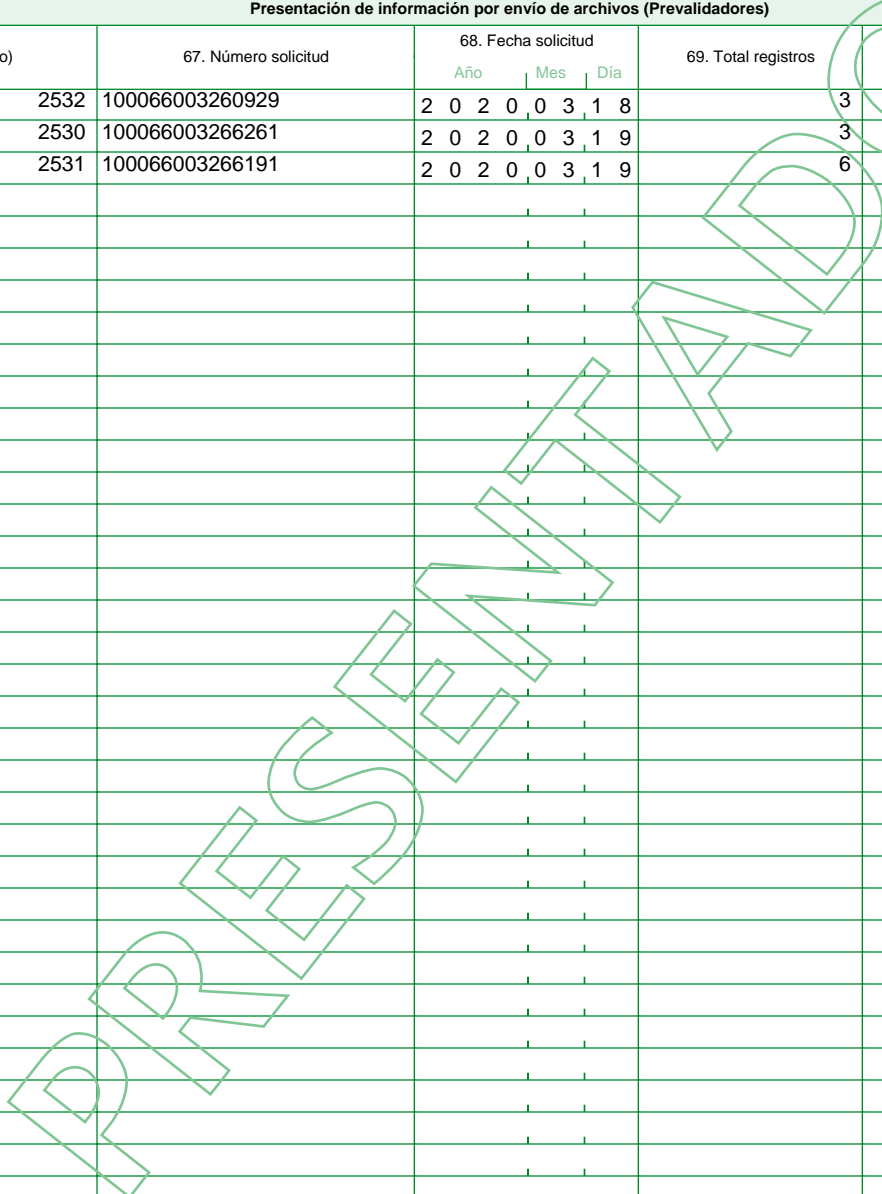 Presentación de información por envío de archivos (Prevalidadores)
o) 67. Número solicitud 68. Fecha solicitud 69. Total registros
Año Mes Día
2532 100066003260929 2 0 2 0 0 3 1 8 3
2530 100066003266261 2 0 2 0 0 3 1 9 3
2531 100066003266191 2 0 2 0 0 3 1 9 6
PRESENTADO